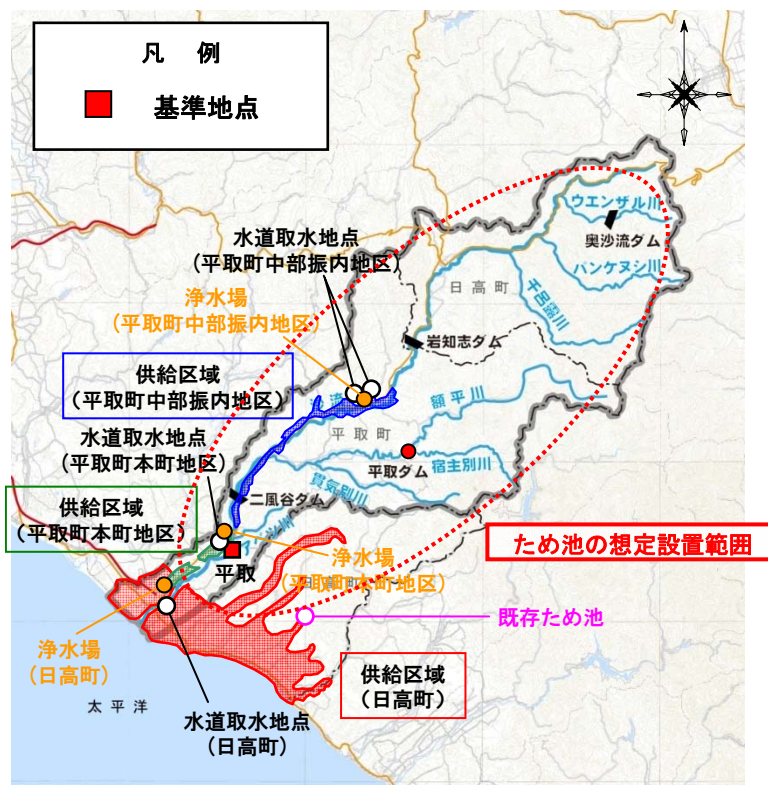 凡 例
基準地点
ウエンザル川
奥沙流ダム
パンケヌシ川
水道取水地点
(平取町中部振内地区)
日高町
千呂露川
浄水場
(平取町中部振内地区)
岩知志ダム
供給区域
(平取町中部振内地区)
額平川
水道取水地点
(平取町本町地区)
平取町
平取ダム
宿主別川
貫気別川
二風谷ダム
供給区域
(平取町本町地区)
ため池の想定設置範囲
浄水場
(平取町本町地区)
平取
既存ため池
浄水場
(日高町)
供給区域
(日高町)
太平洋
水道取水地点
(日高町)